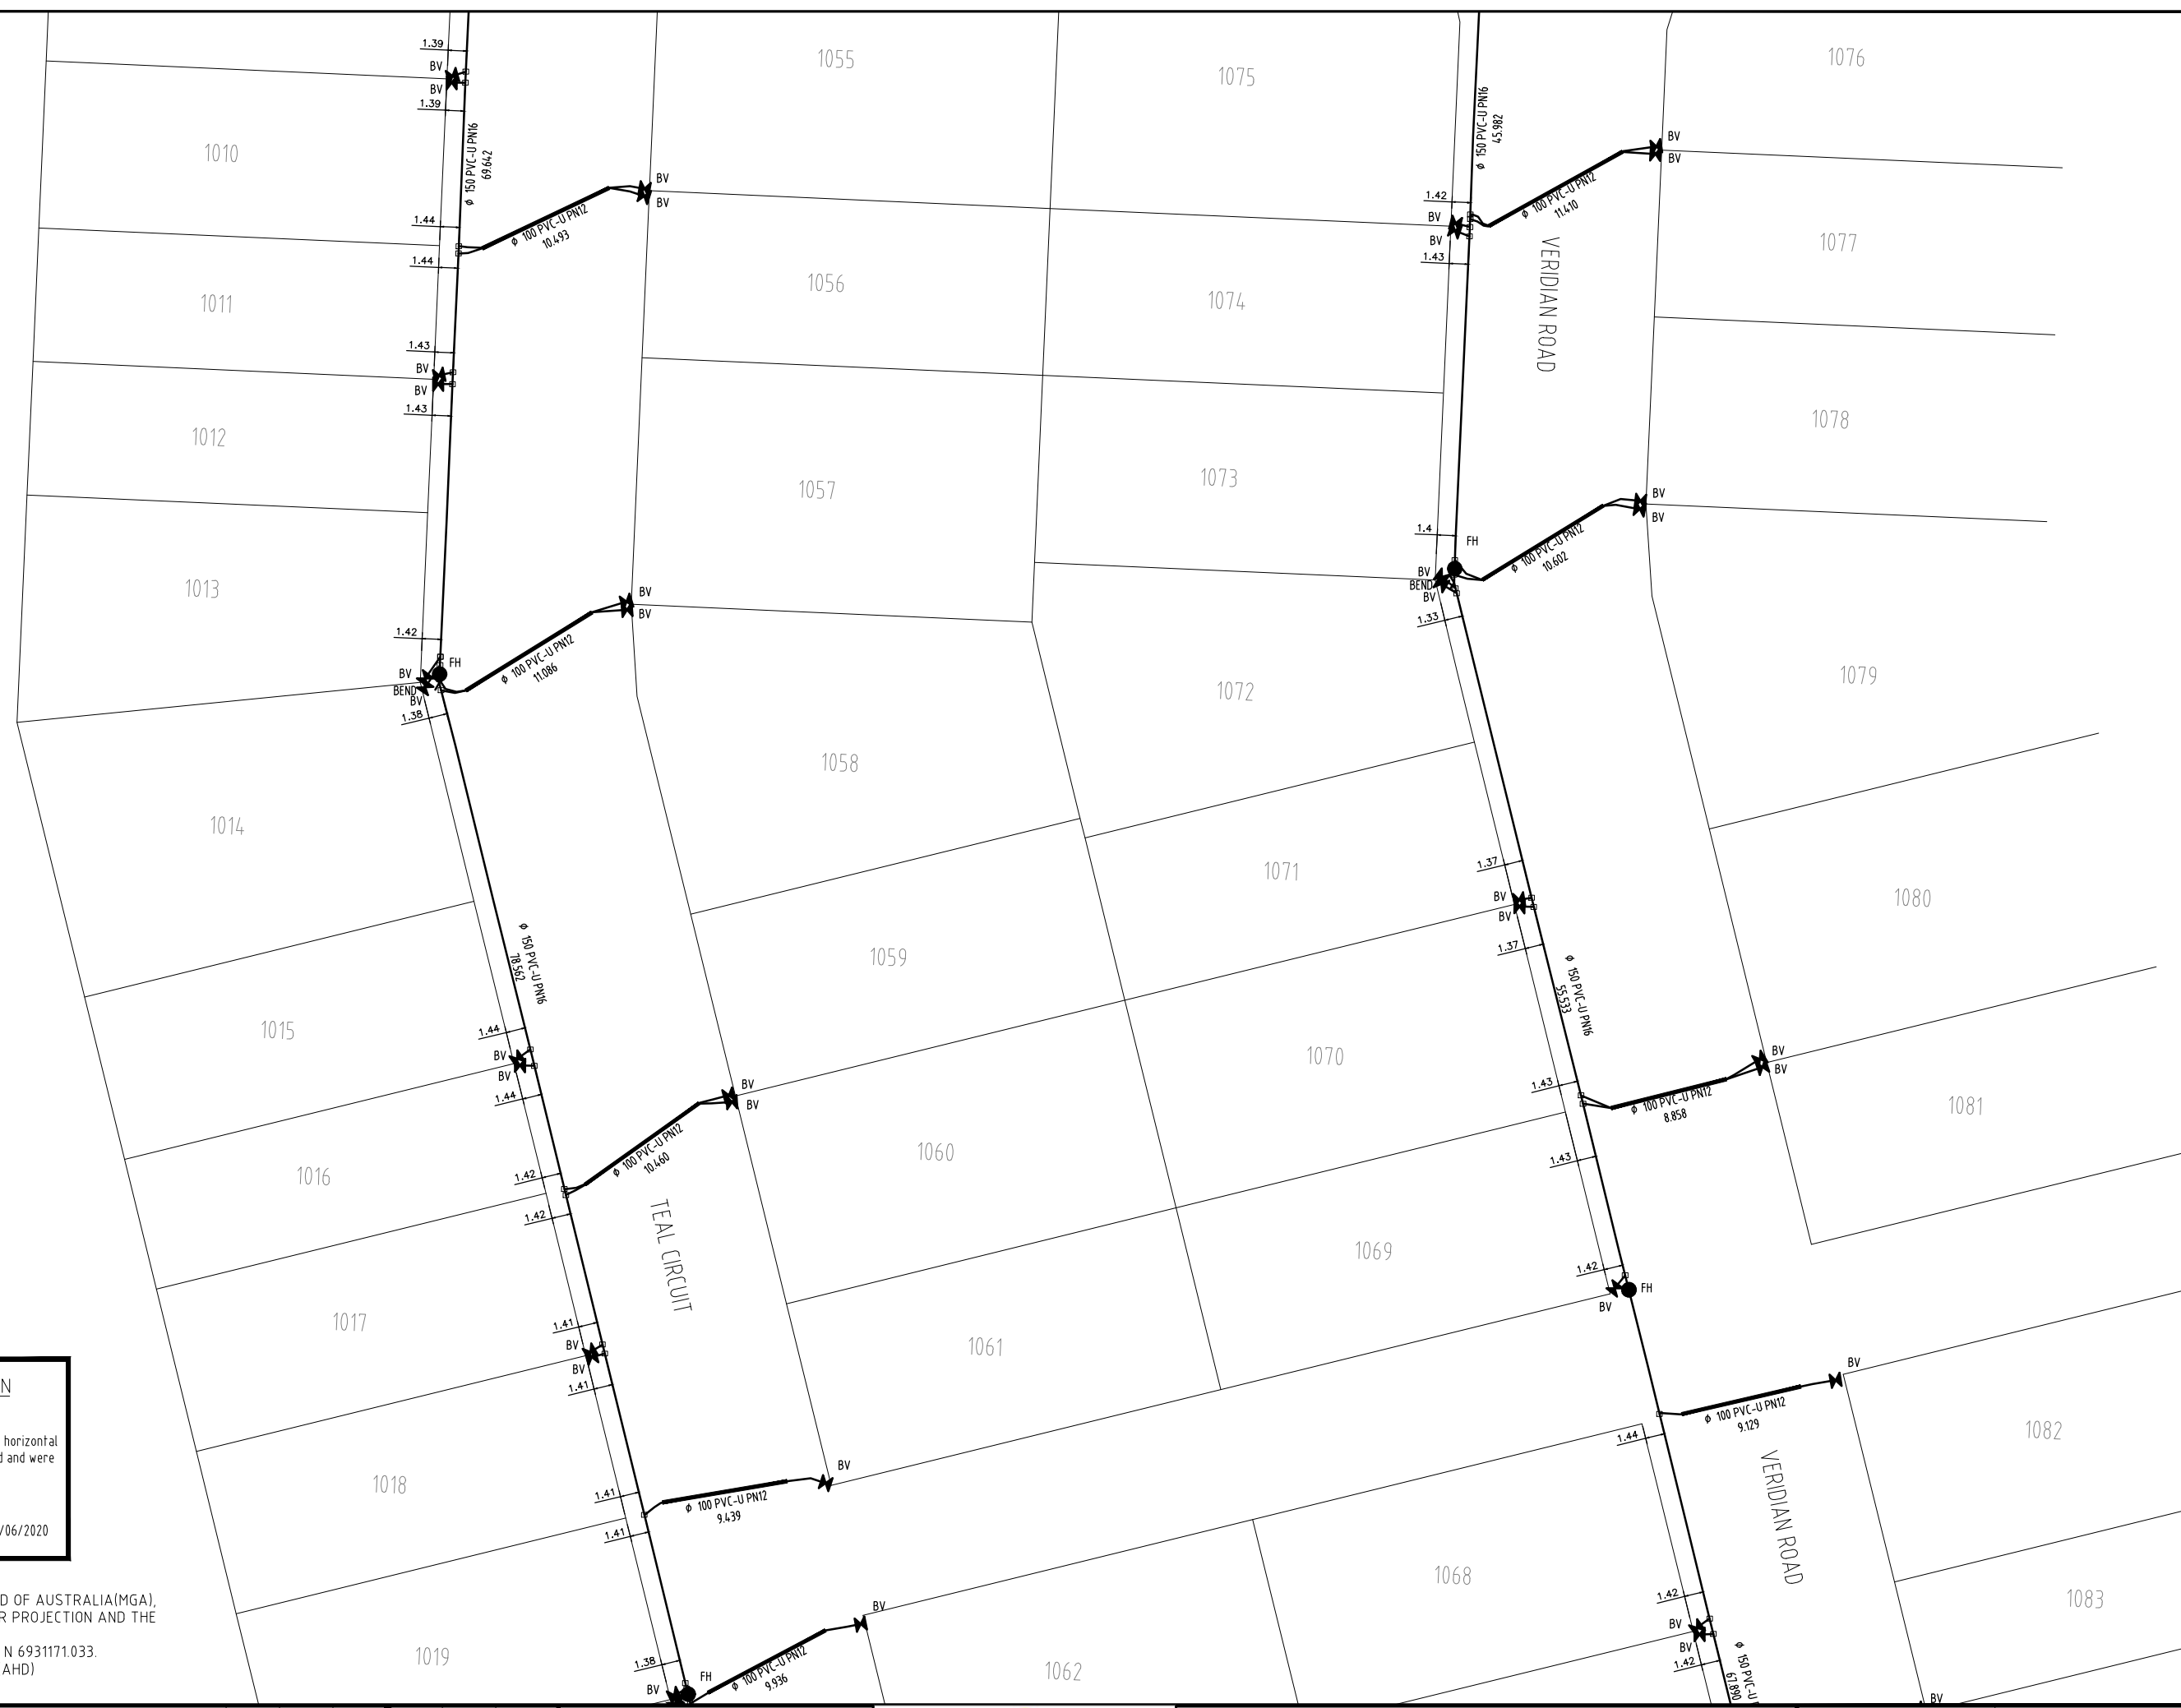 1.39
BV
BV
1.39
1010
Φ 150 PVC-U PN16
69.642
1.44
1.44
Φ 100 PVC-U PN12
10.493
BV
BV
1055
1075
1076
Φ 150 PVC-U PN16
45.982
1.42
BV
BV
1.43
Φ 100 PVC-U PN12
11.410
BV
BV
VERIDIAN ROAD
1077
1011
1056
1074
1.43
BV
BV
1.43
1012
1057
1073
1078
1.4
FH
BV
BEND
BV
1.33
Φ 100 PVC-U PN12
10.602
BV
BV
1013
1.42
FH
BV
BEND
BV
1.38
Φ 100 PVC-U PN12
11.086
BV
BV
1072
1079
1058
1014
1071
1.37
BV
BV
1.37
1080
Φ 150 PVC-U PN16
78.562
1059
Φ 150 PVC-U PN16
55.533
1015
1.44
BV
BV
1.44
1070
1.43
BV
BV
Φ 100 PVC-U PN12
8.858
1081
1.43
BV
BV
Φ 100 PVC-U PN12
10.460
1016
1.42
1.42
1060
TEAL CIRCUIT
1069
1.42
FH
BV
1017
1.41
BV
BV
1.41
1061
BV
Φ 100 PVC-U PN12
9.129
1082
1.44
VERIDIAN ROAD
1018
1.41
1.41
Φ 100 PVC-U PN12
9.439
BV
1068
1083
1.42
BV
BV
1.42
Φ 150 PVC-U
67.890
BV
1019
1.38
BV
FH
Φ 100 PVC-U PN12
9.936
BV
1062
N
horizontal
d and were
/06/2020
D OF AUSTRALIA(MGA),
R PROJECTION AND THE
N 6931171.033.
AHD)